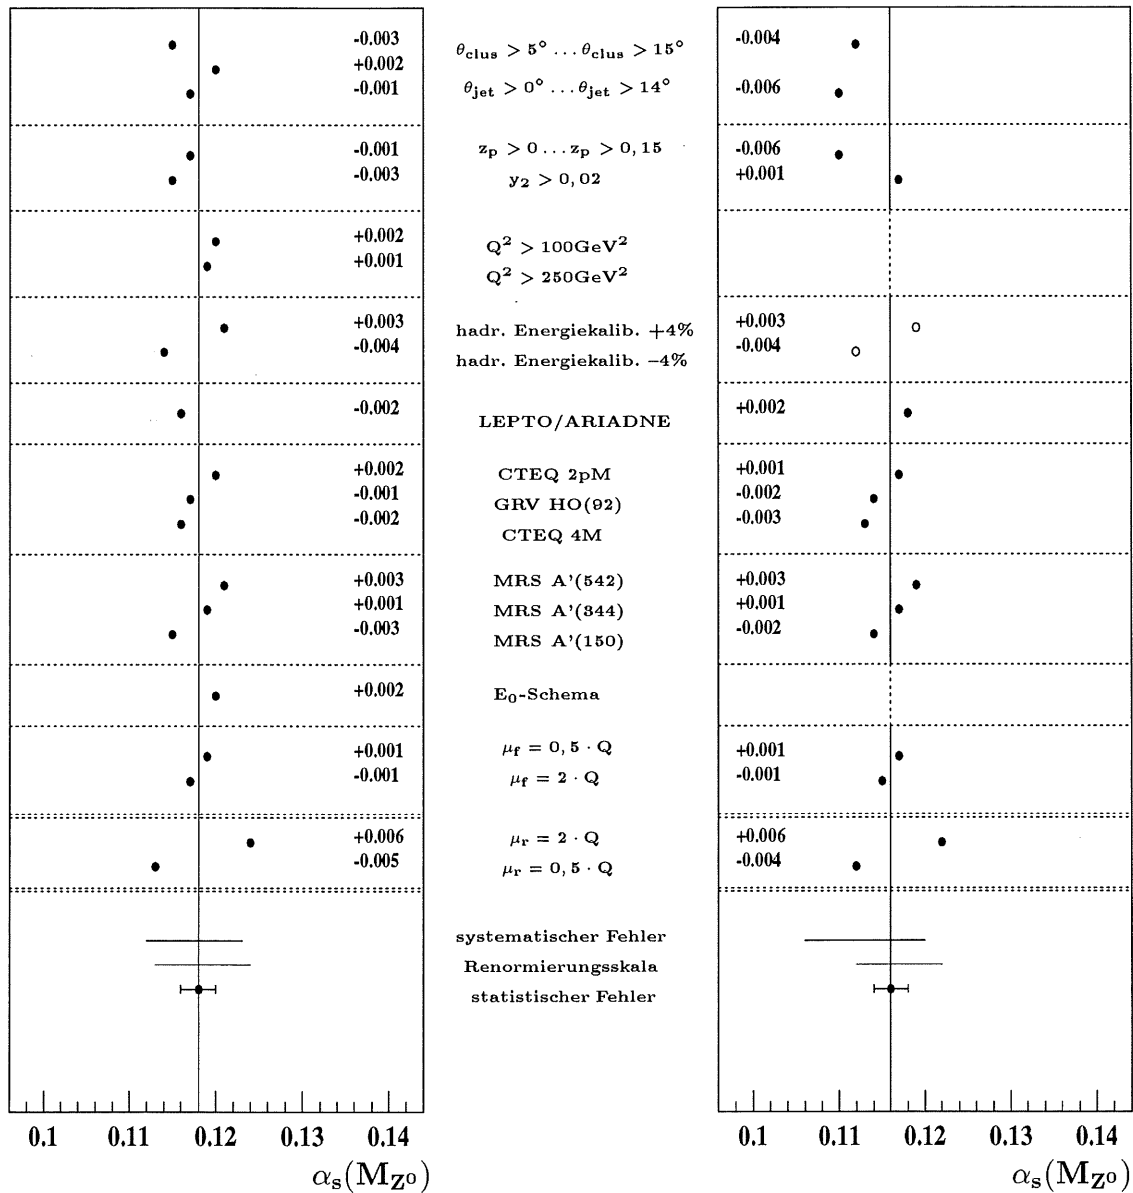 -0.003 θclus > 5° ... θclus > 15° -0.004
+0.002
-0.001 θjet > 0° ... θjet > 14° -0.006
-0.001 zp > 0 ... zp > 0, 15 -0.006
-0.003 y2 > 0, 02 +0.001
+0.002 Q² > 100GeV²
+0.001 Q² > 250GeV²
+0.003 hadr. Energiekalib. +4% +0.003
-0.004 hadr. Energiekalib. –4% -0.004
-0.002 LEPTO/ARIADNE +0.002
+0.002 CTEQ 2pM +0.001
-0.001 GRV HO(92) -0.002
-0.002 CTEQ 4M -0.003
+0.003 MRS A'(542) +0.003
+0.001 MRS A'(344) +0.001
-0.003 MRS A'(150) -0.002
+0.002 E0-Schema
+0.001 μf = 0, 5 · Q +0.001
-0.001 μf = 2 · Q -0.001
+0.006 μr = 2 · Q +0.006
-0.005 μr = 0, 5 · Q -0.004
systematischer Fehler
Renormierungsskala
statistischer Fehler
0.1 0.11 0.12 0.13 0.14 0.1 0.11 0.12 0.13 0.14
αs(MZ⁰) αs(MZ⁰)